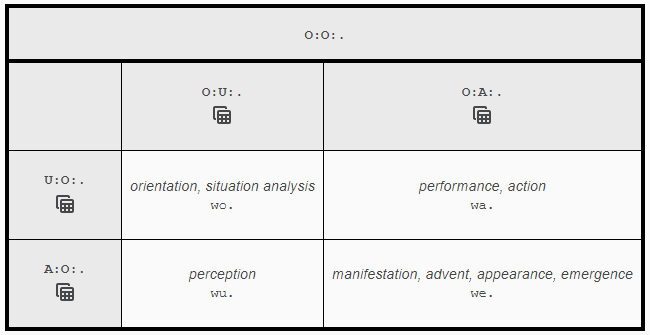 O:O:.
O:U:.
O:A:.
U:O:.
orientation, situation analysis
wo.
performance, action
wa.
A:O:.
perception
wu.
manifestation, advent, appearance, emergence
we.